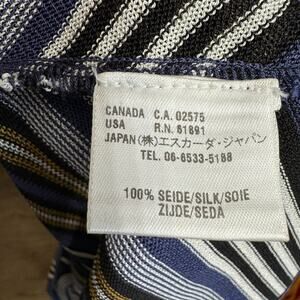 CANADA C.A. 02575
USA R.N. 81891
JAPAN(株)エスカーダ・ジャパン
TEL. 06-6533-5188
100% SEIDE/SILK/SOIE
ZIJDE/SEDA